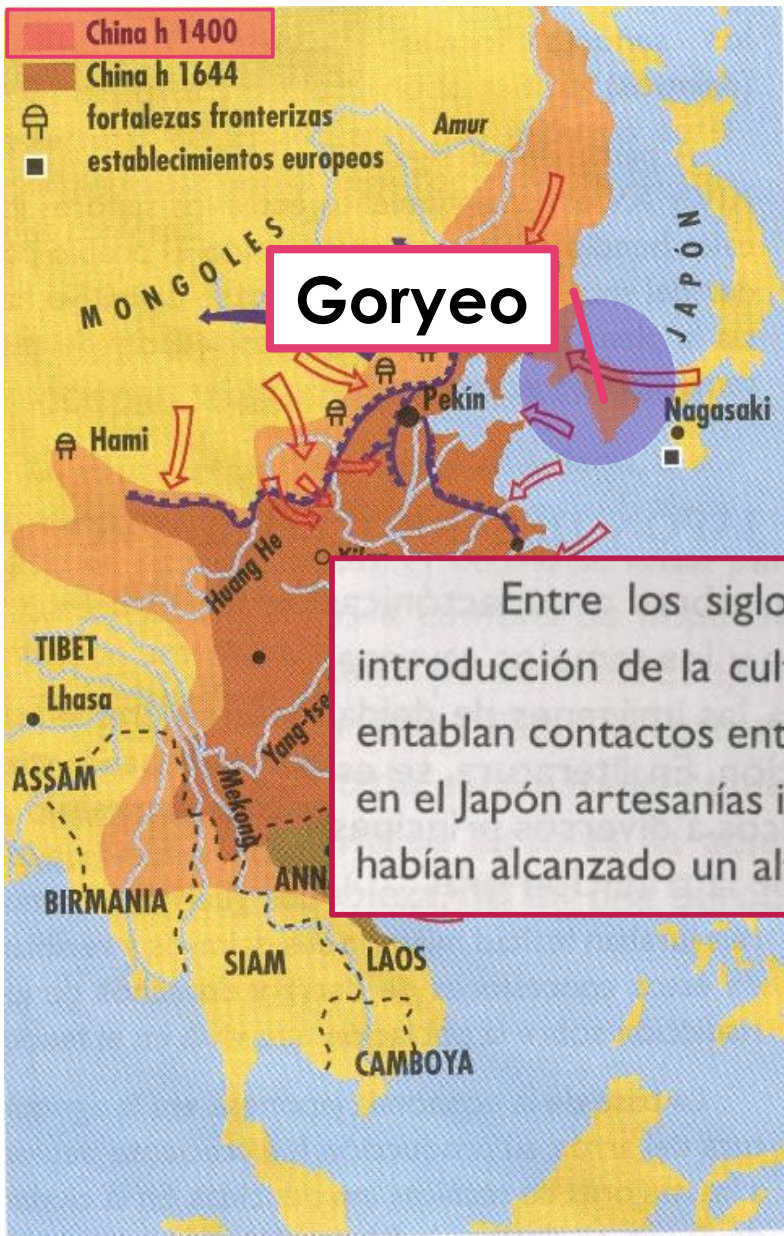 China h 1400
China h 1644
fortalezas fronterizas
establecimientos europeos
Amur
MONGOLES
JAPÓN
Goryeo
Pekín
Nagasaki
Hami
Huang He
Entre los siglo
introducción de la cul
entablan contactos ent
en el Japón artesanías i
habían alcanzado un al
TIBET
Lhasa
Yang-tse
ASSAM
Mekong
ANN
BIRMANIA
SIAM
LAOS
CAMBOYA